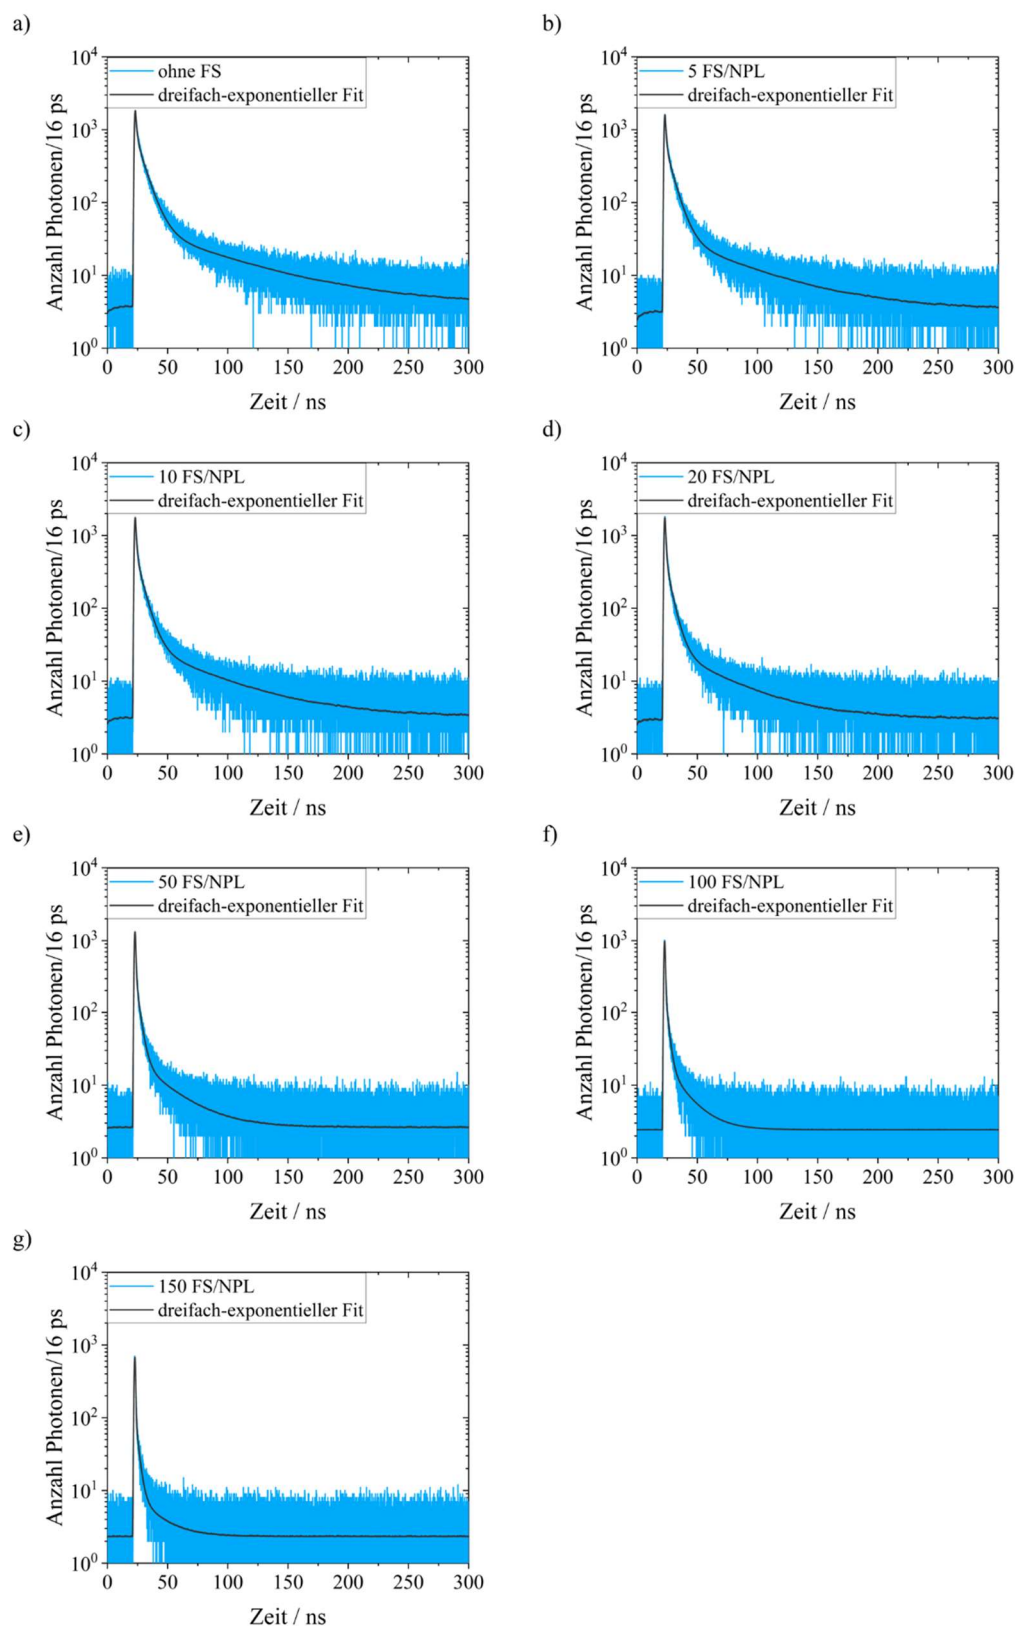 a)
ohne FS
dreifach-exponentieller Fit
Anzahl Photonen/16 ps
10⁴
10³
10²
10¹
10⁰
0 50 100 150 200 250 300
Zeit / ns
b)
5 FS/NPL
dreifach-exponentieller Fit
Anzahl Photonen/16 ps
10⁴
10³
10²
10¹
10⁰
0 50 100 150 200 250 300
Zeit / ns
c)
10 FS/NPL
dreifach-exponentieller Fit
Anzahl Photonen/16 ps
10⁴
10³
10²
10¹
10⁰
0 50 100 150 200 250 300
Zeit / ns
d)
20 FS/NPL
dreifach-exponentieller Fit
Anzahl Photonen/16 ps
10⁴
10³
10²
10¹
10⁰
0 50 100 150 200 250 300
Zeit / ns
e)
50 FS/NPL
dreifach-exponentieller Fit
Anzahl Photonen/16 ps
10⁴
10³
10²
10¹
10⁰
0 50 100 150 200 250 300
Zeit / ns
f)
100 FS/NPL
dreifach-exponentieller Fit
Anzahl Photonen/16 ps
10⁴
10³
10²
10¹
10⁰
0 50 100 150 200 250 300
Zeit / ns
g)
150 FS/NPL
dreifach-exponentieller Fit
Anzahl Photonen/16 ps
10⁴
10³
10²
10¹
10⁰
0 50 100 150 200 250 300
Zeit / ns